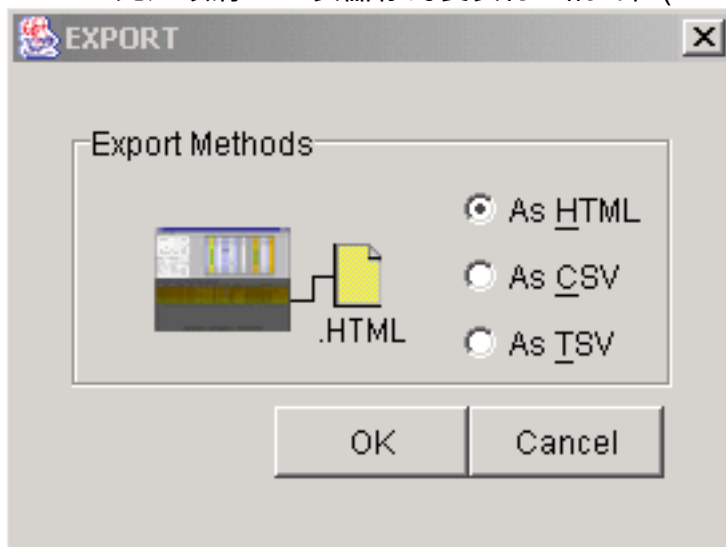 EXPORT
Export Methods
.HTML
As HTML
As CSV
As TSV
OK
Cancel